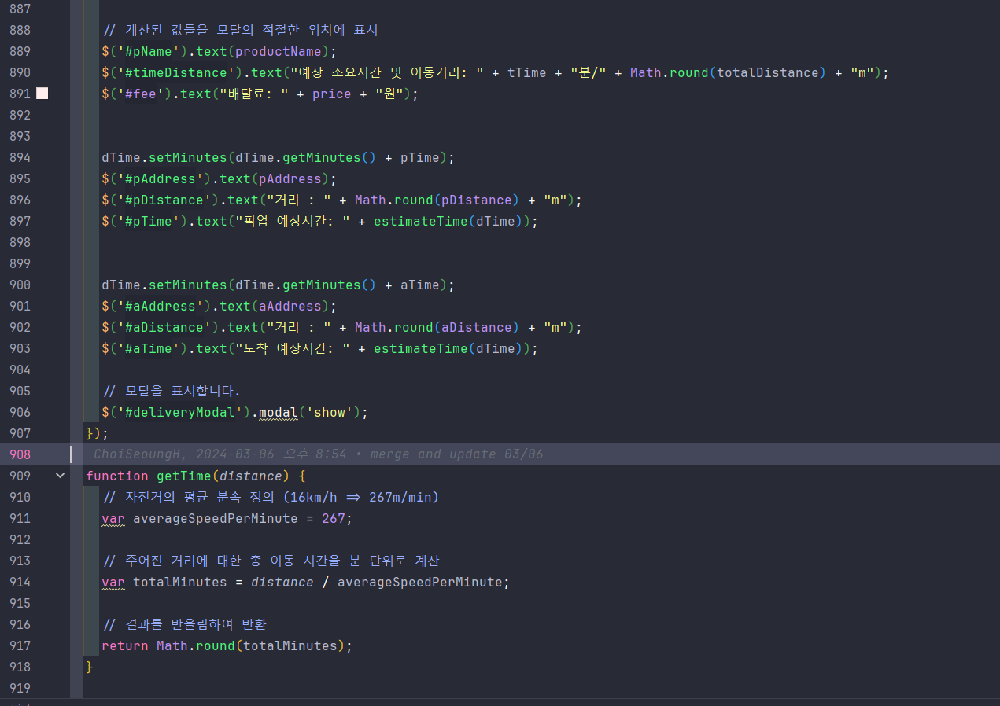 887
888 // 계산된 값들을 모달의 적절한 위치에 표시
889 $('#pName').text(productName);
890 $('#timeDistance').text("예상 소요시간 및 이동거리: " + tTime + "분/" + Math.round(totalDistance) + "m");
891 $('#fee').text("배달료: " + price + "원");
892
893
894 dTime.setMinutes(dTime.getMinutes() + pTime);
895 $('#pAddress').text(pAddress);
896 $('#pDistance').text("거리 : " + Math.round(pDistance) + "m");
897 $('#pTime').text("픽업 예상시간: " + estimateTime(dTime));
898
899
900 dTime.setMinutes(dTime.getMinutes() + aTime);
901 $('#aAddress').text(aAddress);
902 $('#aDistance').text("거리 : " + Math.round(aDistance) + "m");
903 $('#aTime').text("도착 예상시간: " + estimateTime(dTime));
904
905 // 모달을 표시합니다.
906 $('#deliveryModal').modal('show');
907 });
908 ChoiSeoungH, 2024-03-06 오후 8:54 • merge and update 03/06
909 function getTime(distance) {
910 // 자전거의 평균 분속 정의 (16km/h => 267m/min)
911 var averageSpeedPerMinute = 267;
912
913 // 주어진 거리에 대한 총 이동 시간을 분 단위로 계산
914 var totalMinutes = distance / averageSpeedPerMinute;
915
916 // 결과를 반올림하여 반환
917 return Math.round(totalMinutes);
918 }
919